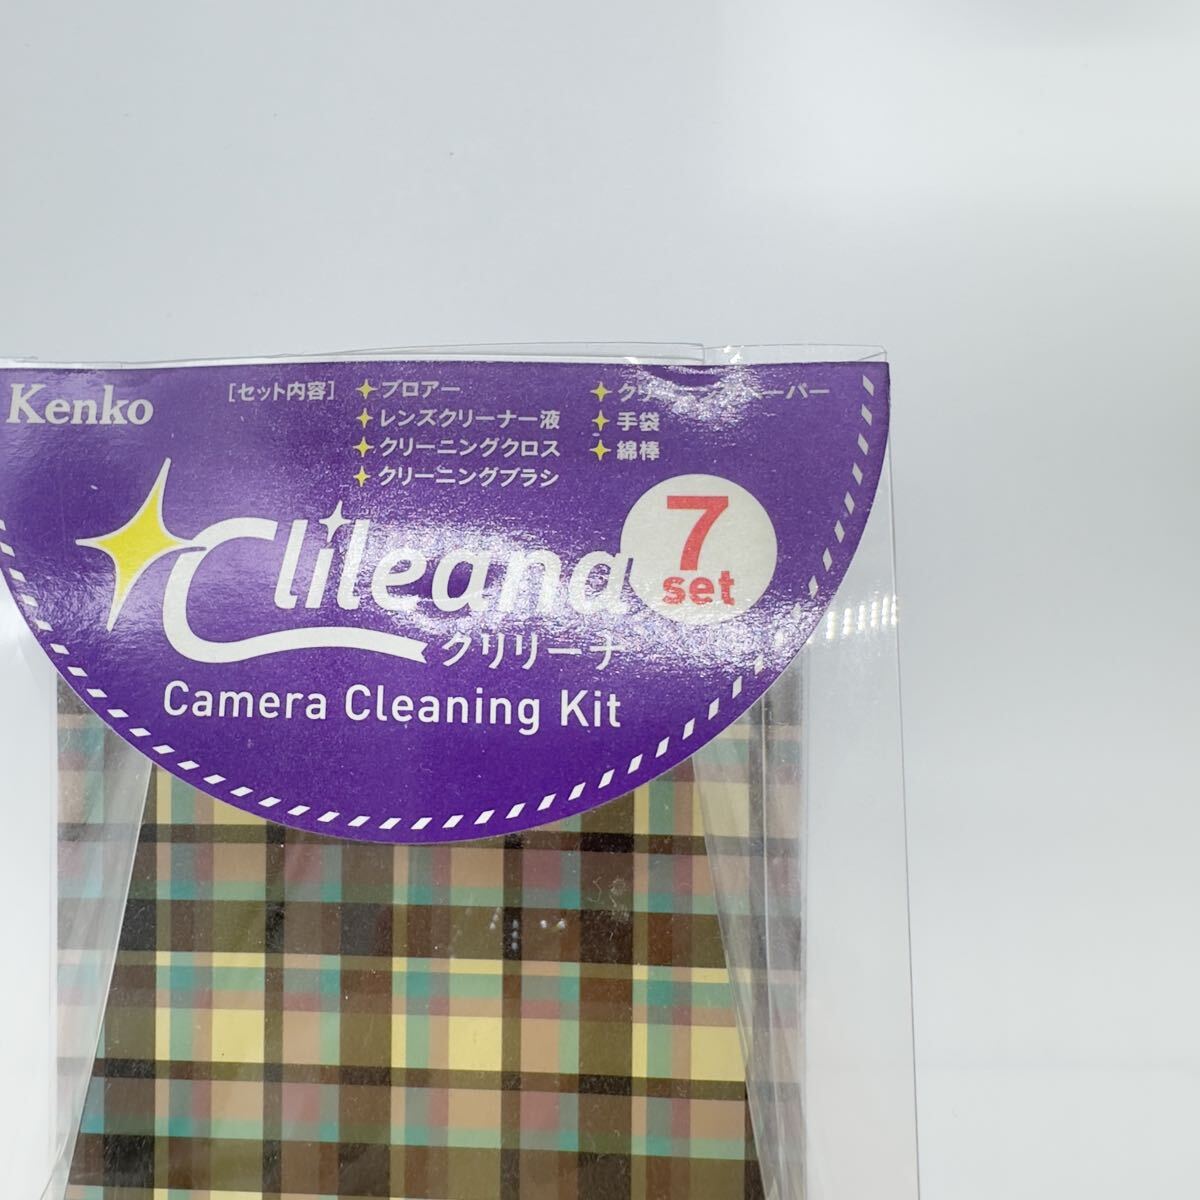 Kenko
[セット内容]
ブロアー
レンズクリーナー液
クリーニングクロス
クリーニングブラシ
手袋
綿棒
Clileana
クリリーナ
7
set
Camera Cleaning Kit